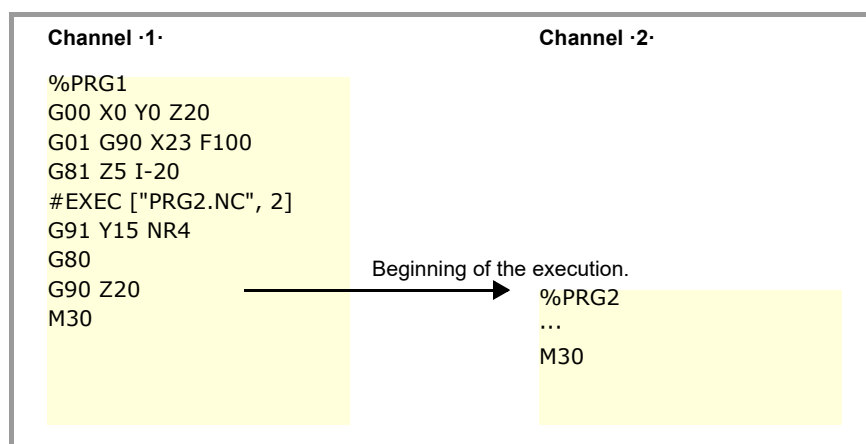 Channel ·1·
Channel ·2·
%PRG1
G00 X0 Y0 Z20
G01 G90 X23 F100
G81 Z5 I-20
#EXEC ["PRG2.NC", 2]
G91 Y15 NR4
G80
G90 Z20
M30
Beginning of the execution.
%PRG2
...
M30